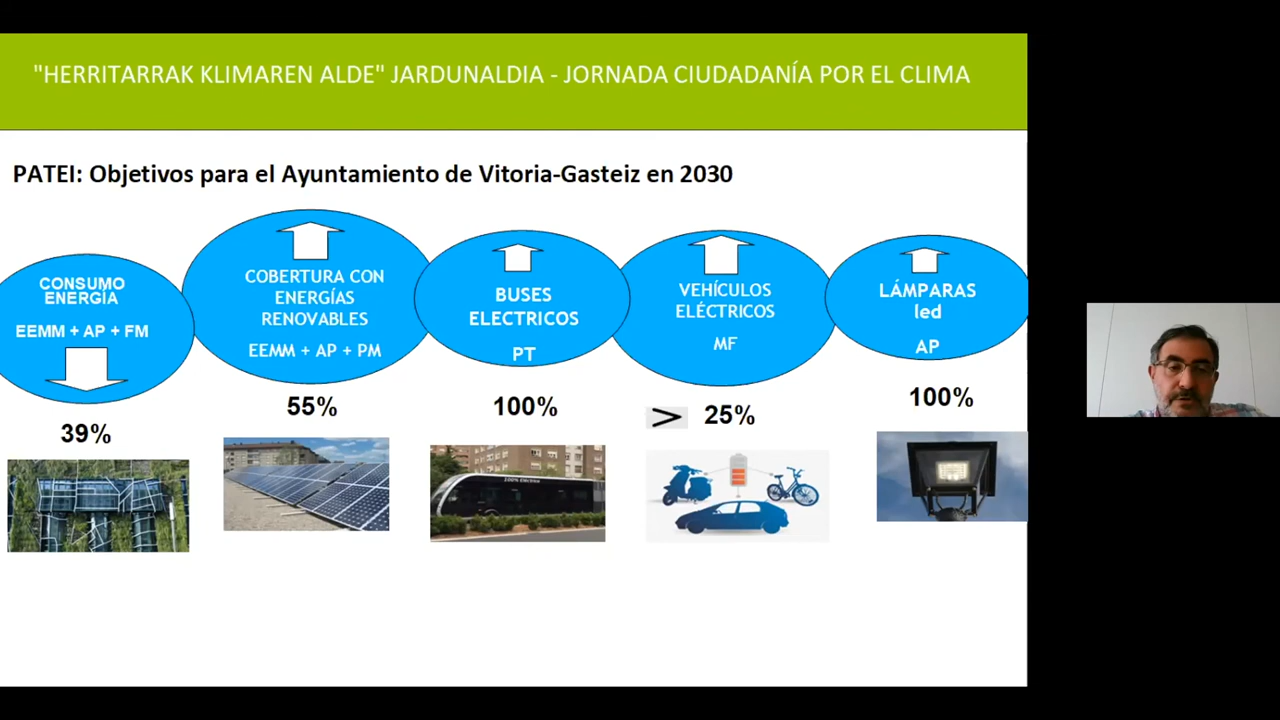 "HERRITARRAK KLIMAREN ALDE" JARDUNALDIA - JORNADA CIUDADANÍA POR EL CLIMA
PATEI: Objetivos para el Ayuntamiento de Vitoria-Gasteiz en 2030
CONSUMO
ENERGÍA
EEMM + AP + FM
39%
COBERTURA CON
ENERGÍAS
RENOVABLES
EEMM + AP + PM
55%
BUSES
ELECTRICOS
PT
100%
100% Eléctrico
VEHÍCULOS
ELÉCTRICOS
MF
> 25%
LÁMPARAS
led
AP
100%